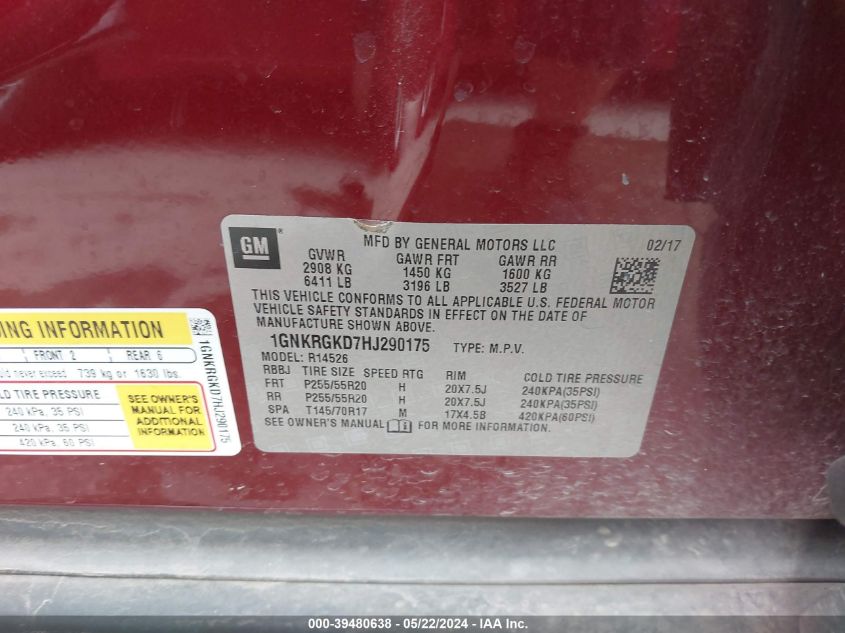 GM
MFD BY GENERAL MOTORS LLC 02/17
GVWR GAWR FRT GAWR RR
2908 KG 1450 KG 1600 KG
6411 LB 3196 LB 3527 LB
THIS VEHICLE CONFORMS TO ALL APPLICABLE U.S. FEDERAL MOTOR
VEHICLE SAFETY STANDARDS IN EFFECT ON THE DATE OF
MANUFACTURE SHOWN ABOVE.
1GNKRGKD7HJ290175 TYPE: M.P.V.
MODEL: R14526
RBBJ TIRE SIZE SPEED RTG RIM COLD TIRE PRESSURE
FRT P255/55R20 H 20X7.5J 240KPA(35PSI)
RR P255/55R20 H 20X7.5J 240KPA(35PSI)
SPA T145/70R17 M 17X4.5B 420KPA(60PSI)
SEE OWNER'S MANUAL FOR MORE INFORMATION.
ING INFORMATION
FRONT 2 REAR 6
never exceed 739 kg or 1630 lbs.
TIRE PRESSURE
240 kPa, 35 PSI
240 kPa, 35 PSI
420 kPa, 60 PSI
SEE OWNER'S
MANUAL FOR
ADDITIONAL
INFORMATION
1GNKRGKD7HJ290175
000-39480638 - 05/22/2024 - IAA Inc.